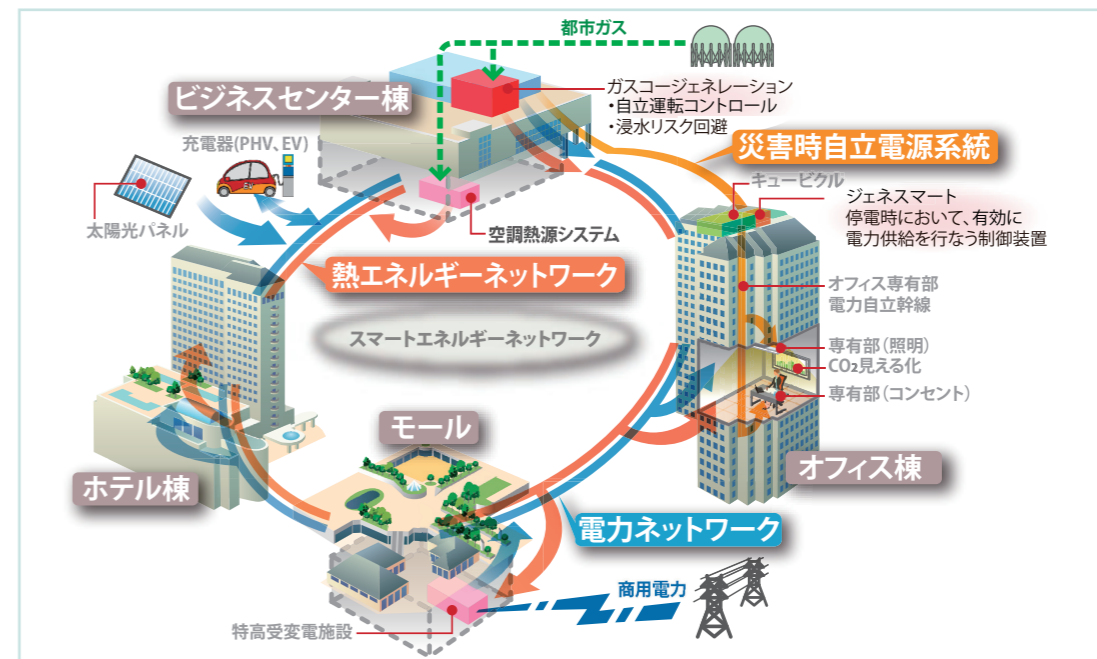 都市ガス
ビジネスセンター棟
ガスコージェネレーション
・自立運転コントロール
・浸水リスク回避
充電器(PHV、EV)
災害時自立電源系統
キュービクル
ジェネスマート
停電時において、有効に
電力供給を行なう制御装置
太陽光パネル
空調熱源システム
熱エネルギーネットワーク
オフィス専有部
電力自立幹線
スマートエネルギーネットワーク
専有部(照明)
CO₂見える化
専有部(コンセント)
モール
オフィス棟
ホテル棟
電力ネットワーク
商用電力
特高受変電施設